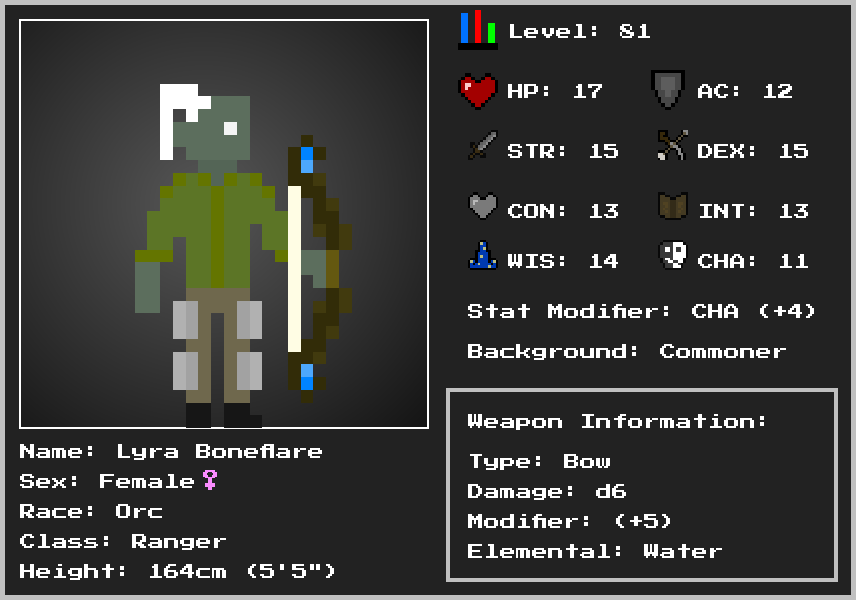 Level: 81
HP: 17 AC: 12
STR: 15 DEX: 15
CON: 13 INT: 13
WIS: 14 CHA: 11
Stat Modifier: CHA (+4)
Background: Commoner
Weapon Information:
Type: Bow
Damage: d6
Modifier: (+5)
Elemental: Water
Name: Lyra Boneflare
Sex: Female♀
Race: Orc
Class: Ranger
Height: 164cm (5'5")